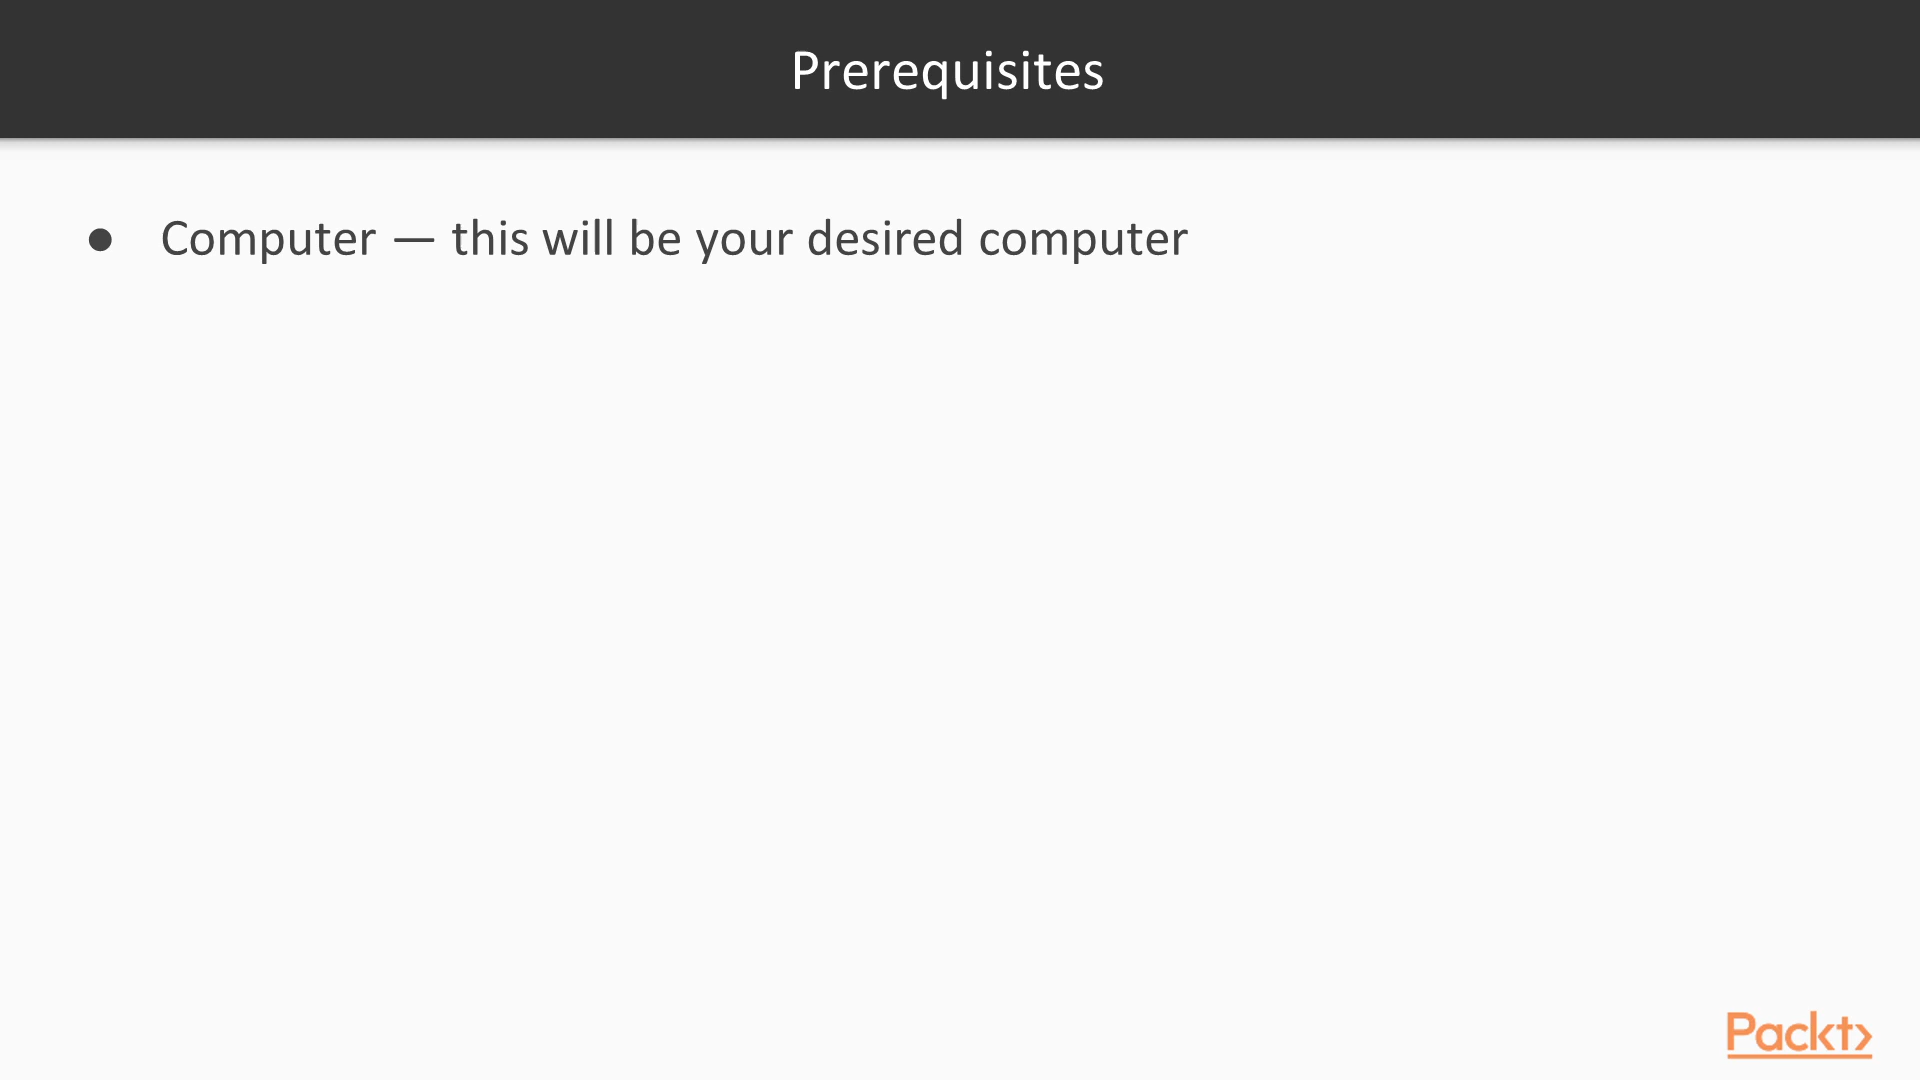 Prerequisites
● Computer — this will be your desired computer
Packt>